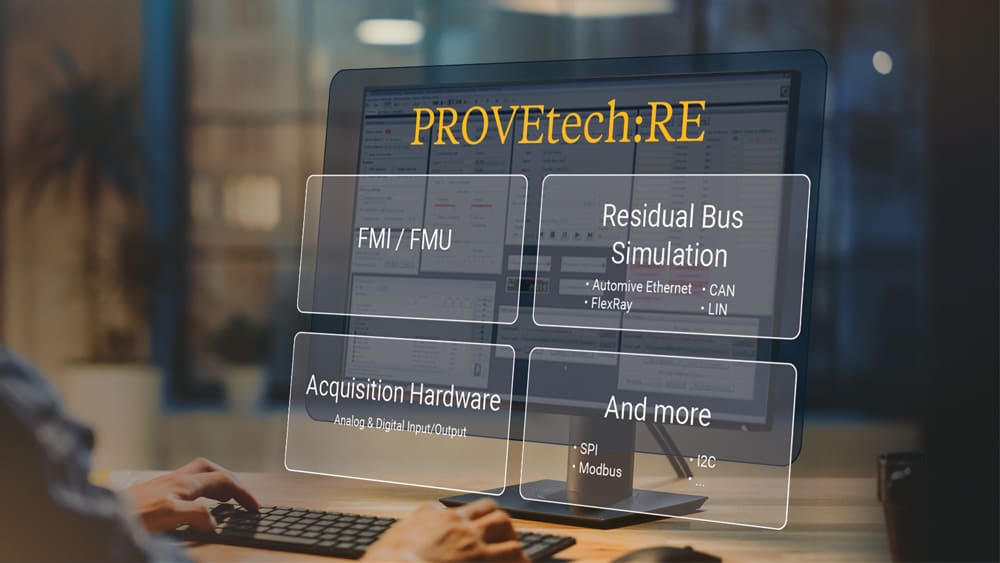 PROVEtech:RE
FMI / FMU
Residual Bus
Simulation
• Automive Ethernet
• CAN
• FlexRay
• LIN
Acquisition Hardware
Analog & Digital Input/Output
And more
• SPI
• I2C
• Modbus
• ...